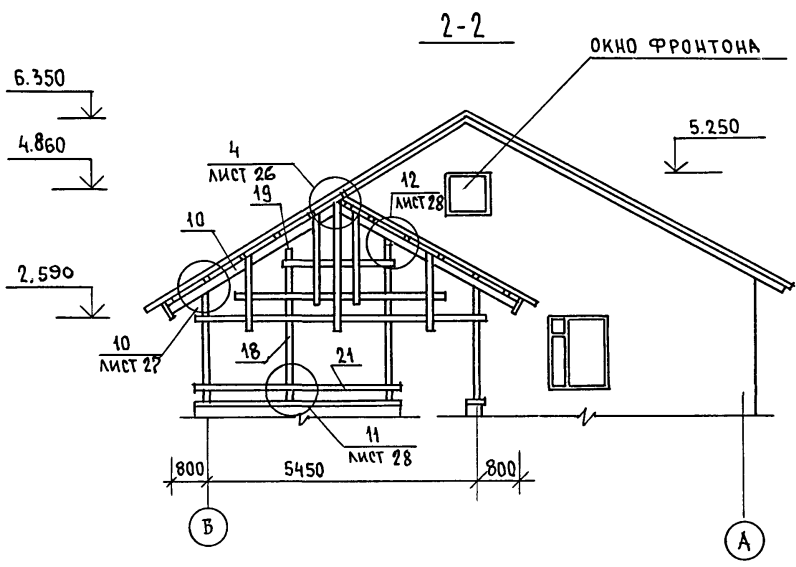 2-2
ОКНО ФРОНТОНА
6.350
4.860
5.250
4
ЛИСТ 26
12
ЛИСТ 28
19
10
2.590
10
ЛИСТ 27
18
21
11
ЛИСТ 28
800
5450
800
Б
А